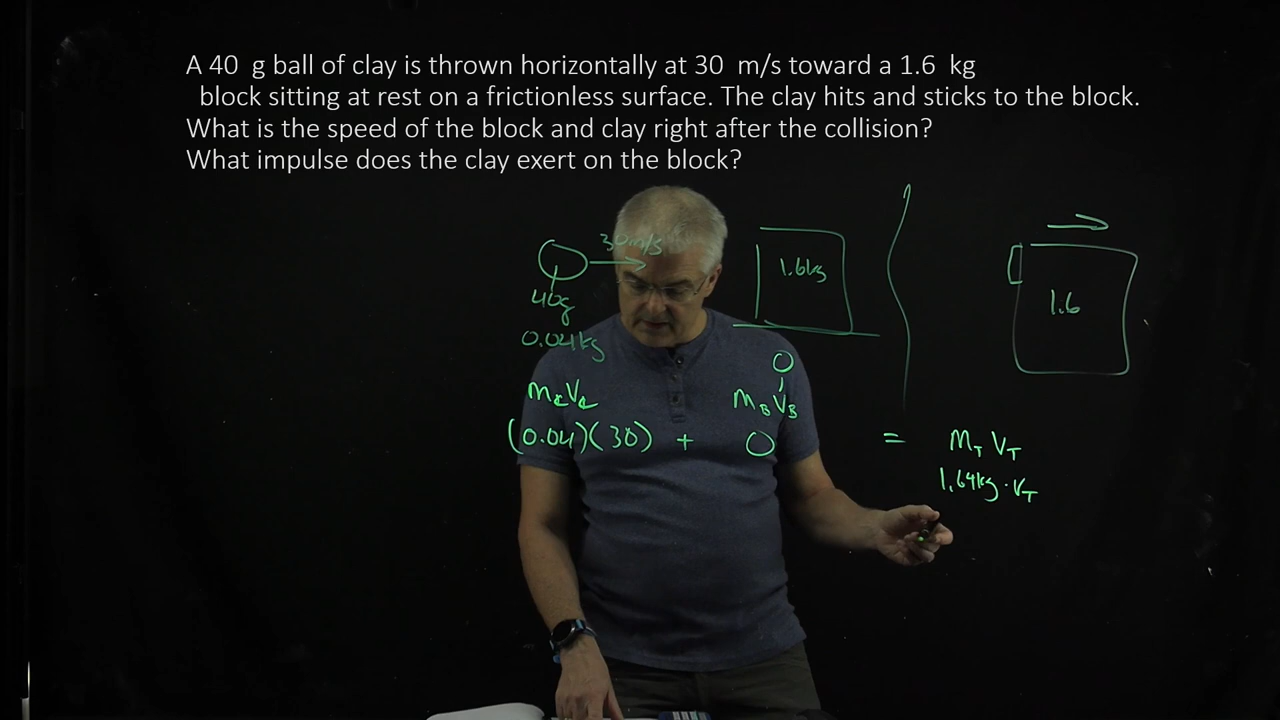 A 40 g ball of clay is thrown horizontally at 30 m/s toward a 1.6 kg
block sitting at rest on a frictionless surface. The clay hits and sticks to the block.
What is the speed of the block and clay right after the collision?
What impulse does the clay exert on the block?
30m/s
1.6kg
40g
1.6
0.04kg
0
McVc MBVB
(0.04)(30) + 0 = MTVT
1.64kg·VT